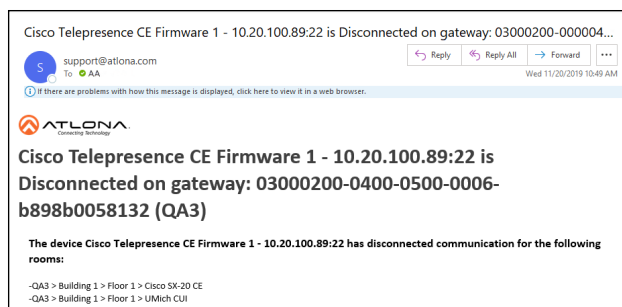 Cisco Telepresence CE Firmware 1 - 10.20.100.89:22 is Disconnected on gateway: 03000200-000004...
S
support@atlona.com
To AA
Reply
Reply All
Forward
...
Wed 11/20/2019 10:49 AM
If there are problems with how this message is displayed, click here to view it in a web browser.
ATLONA.
Connecting Technology
Cisco Telepresence CE Firmware 1 - 10.20.100.89:22 is
Disconnected on gateway: 03000200-0400-0500-0006-
b898b0058132 (QA3)
The device Cisco Telepresence CE Firmware 1 - 10.20.100.89:22 has disconnected communication for the following
rooms:
-QA3 > Building 1 > Floor 1 > Cisco SX-20 CE
-QA3 > Building 1 > Floor 1 > UMich CUI